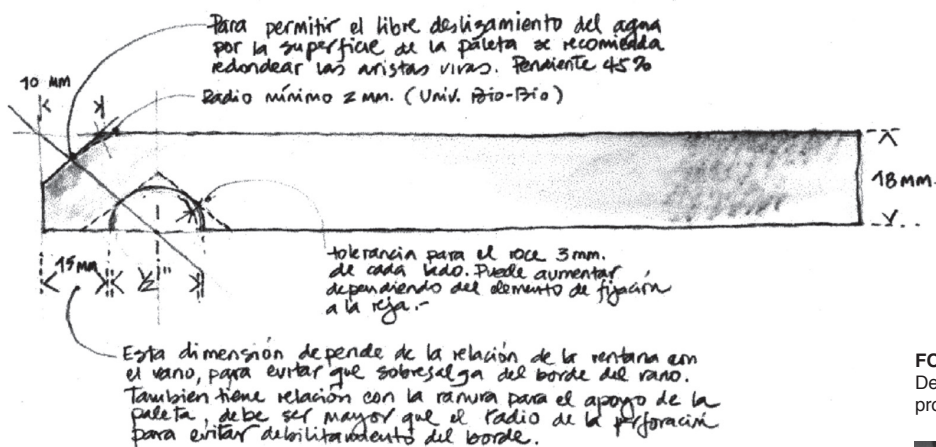 Para permitir el libre deslizamiento del agua
por la superficie de la paleta se recomienda
redondear las aristas vivas. Pendiente 45%
10 MM
Radio mínimo 2 mm. (Univ. Bio-Bio)
18 mm.
tolerancia para el roce 3 mm.
de cada lado. Puede aumentar
dependiendo del elemento de fijación
a la reja.-
15 mm
1/2"
Esta dimensión depende de la relación de la ventana con
el vano, para evitar que sobresalga del borde del vano.
Tambien tiene relación con la ranura para el apoyo de la
paleta, debe ser mayor que el radio de la perforación
para evitar debilitamiento del borde.
FO
De
pro